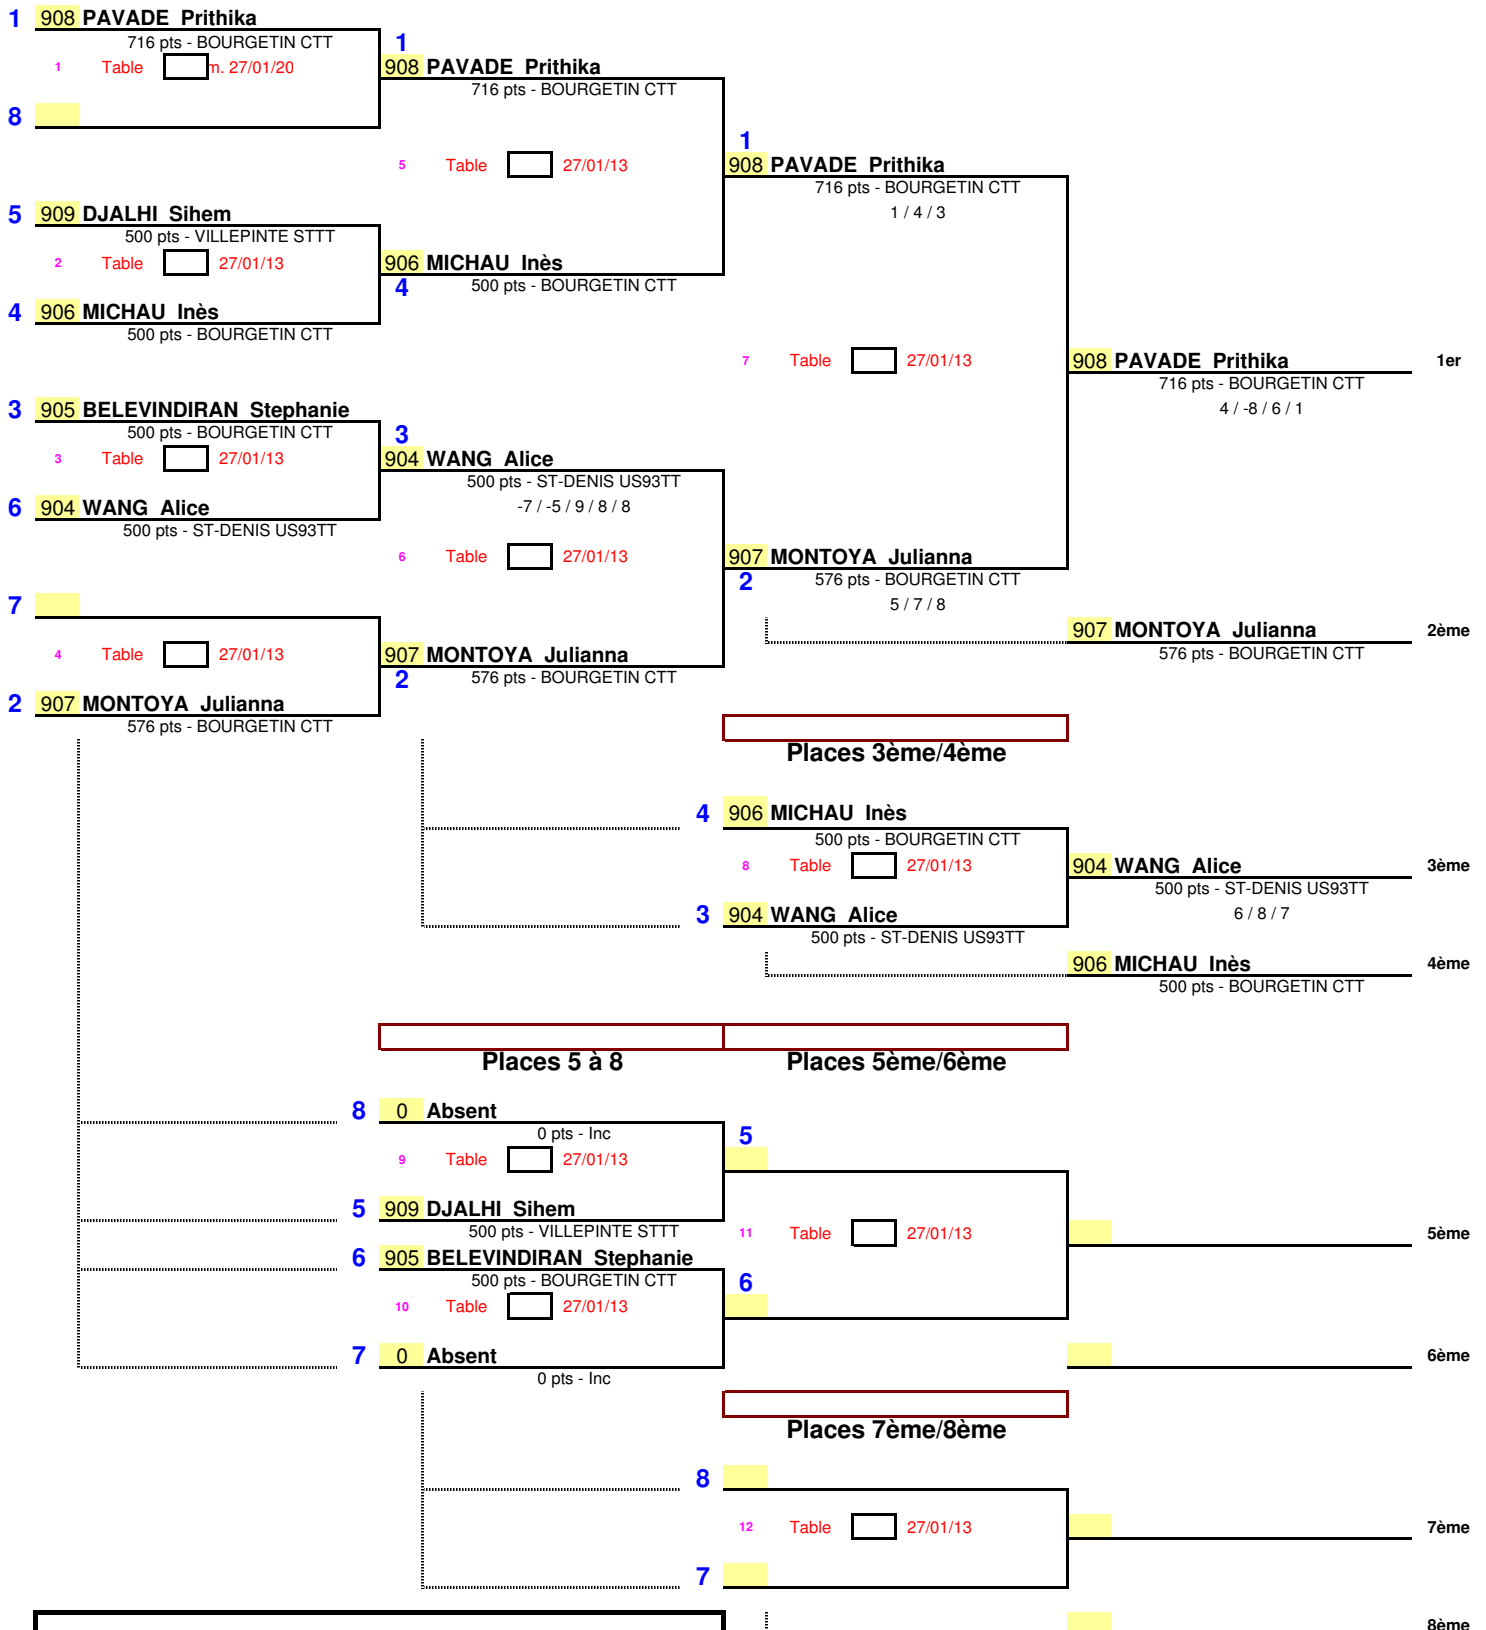 1 908 PAVADE Prithika
716 pts - BOURGETIN CTT
1
1 Table m. 27/01/20
908 PAVADE Prithika
716 pts - BOURGETIN CTT
8
1
5 Table 27/01/13
908 PAVADE Prithika
716 pts - BOURGETIN CTT
1 / 4 / 3
5 909 DJALHI Sihem
500 pts - VILLEPINTE STTT
2 Table 27/01/13
906 MICHAU Inès
4 500 pts - BOURGETIN CTT
4 906 MICHAU Inès
500 pts - BOURGETIN CTT
7 Table 27/01/13
908 PAVADE Prithika 1er
716 pts - BOURGETIN CTT
4 / -8 / 6 / 1
3 905 BELEVINDIRAN Stephanie
500 pts - BOURGETIN CTT
3
3 Table 27/01/13
904 WANG Alice
500 pts - ST-DENIS US93TT
-7 / -5 / 9 / 8 / 8
6 904 WANG Alice
500 pts - ST-DENIS US93TT
6 Table 27/01/13
907 MONTOYA Julianna
2 576 pts - BOURGETIN CTT
5 / 7 / 8
7
907 MONTOYA Julianna 2ème
576 pts - BOURGETIN CTT
4 Table 27/01/13
907 MONTOYA Julianna
2 576 pts - BOURGETIN CTT
2 907 MONTOYA Julianna
576 pts - BOURGETIN CTT
Places 3ème/4ème
4 906 MICHAU Inès
500 pts - BOURGETIN CTT
8 Table 27/01/13
904 WANG Alice 3ème
500 pts - ST-DENIS US93TT
6 / 8 / 7
3 904 WANG Alice
500 pts - ST-DENIS US93TT
906 MICHAU Inès 4ème
500 pts - BOURGETIN CTT
Places 5 à 8
Places 5ème/6ème
8 0 Absent
0 pts - Inc
5
9 Table 27/01/13
5 909 DJALHI Sihem
500 pts - VILLEPINTE STTT
11 Table 27/01/13
5ème
6 905 BELEVINDIRAN Stephanie
500 pts - BOURGETIN CTT
6
10 Table 27/01/13
7 0 Absent
0 pts - Inc
6ème
Places 7ème/8ème
8
12 Table 27/01/13
7ème
7
8ème